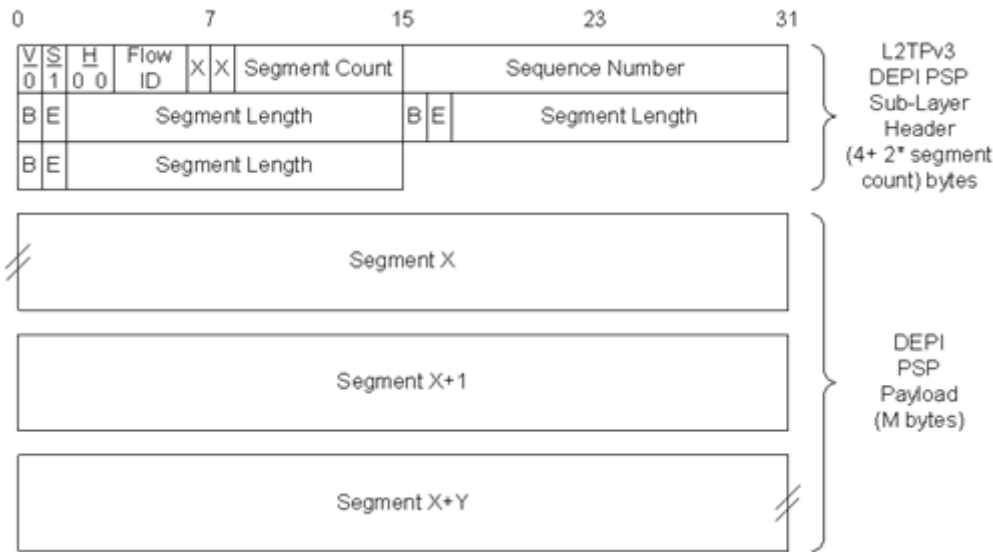 0 7 15 23 31
V S H Flow ID X X Segment Count Sequence Number
0 1 0 0
B E Segment Length B E Segment Length
B E Segment Length
L2TPv3
DEPI PSP
Sub-Layer
Header
(4+ 2* segment
count) bytes
Segment X
Segment X+1
Segment X+Y
DEPI
PSP
Payload
(M bytes)